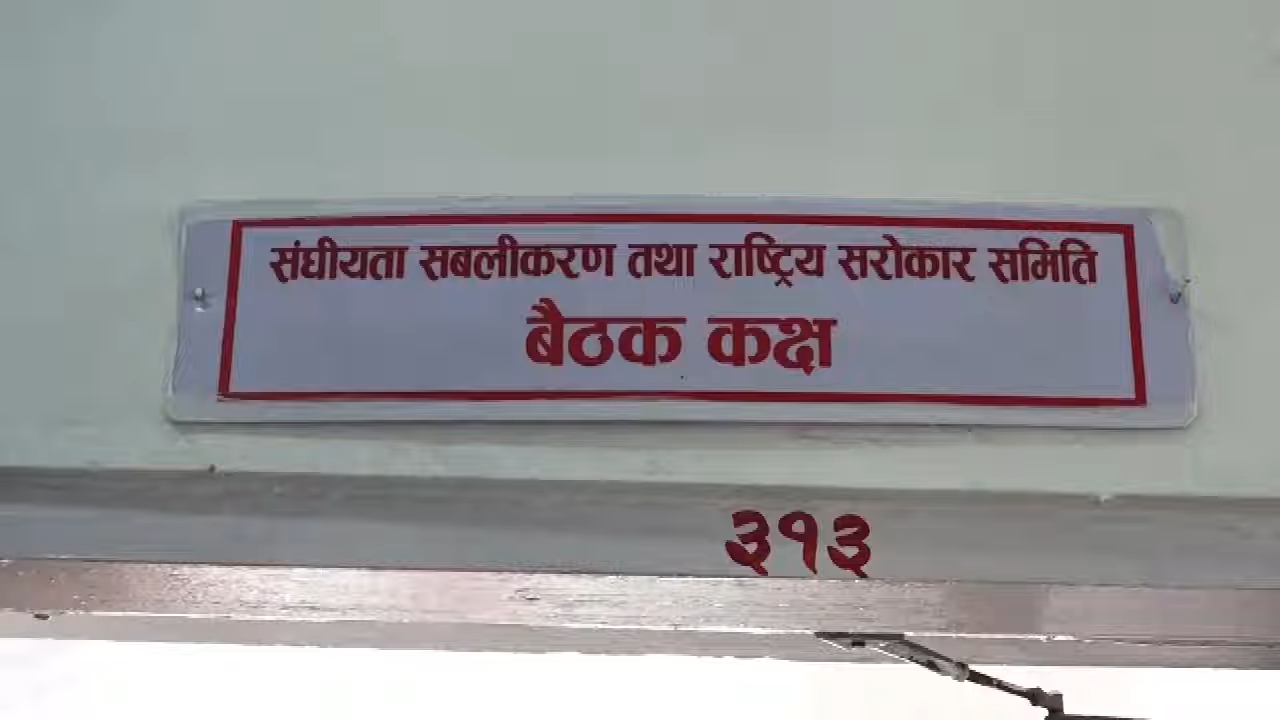 संघीयता सबलीकरण तथा राष्ट्रिय सरोकार समिति
बैठक कक्ष
३१३